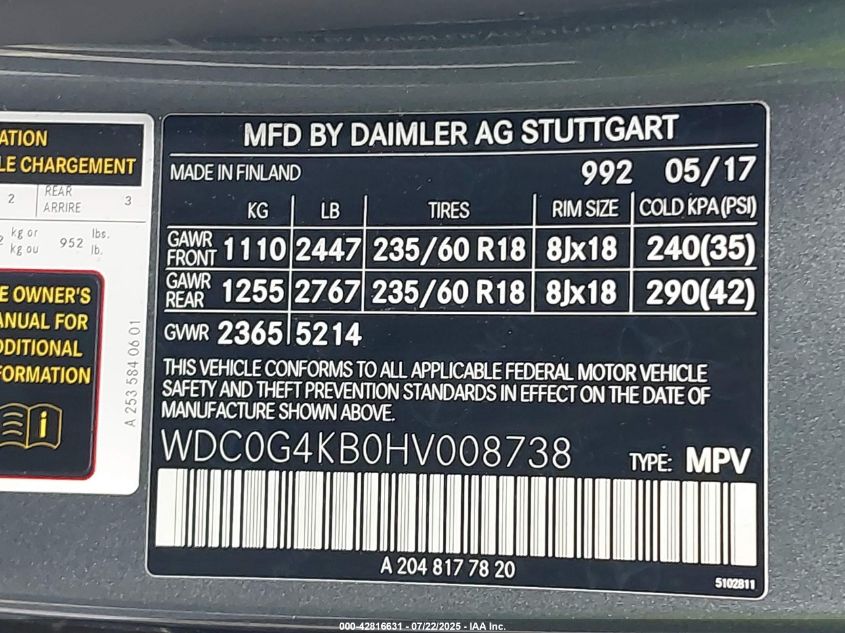 ATION
LE CHARGEMENT
2 REAR ARRIRE 3
kg or kg ou 952 lbs. lb.
E OWNER'S
ANUAL FOR
DDITIONAL
FORMATION
A 253 584 06 01
MFD BY DAIMLER AG STUTTGART
MADE IN FINLAND 992 05/17
KG LB TIRES RIM SIZE COLD KPA(PSI)
GAWR FRONT 1110 2447 235/60 R18 8Jx18 240(35)
GAWR REAR 1255 2767 235/60 R18 8Jx18 290(42)
GVWR 2365 5214
THIS VEHICLE CONFORMS TO ALL APPLICABLE FEDERAL MOTOR VEHICLE
SAFETY AND THEFT PREVENTION STANDARDS IN EFFECT ON THE DATE OF
MANUFACTURE SHOWN ABOVE.
WDC0G4KB0HV008738 TYPE: MPV
A 204 817 78 20
5102811
000-42816631 - 07/22/2025 - IAA Inc.